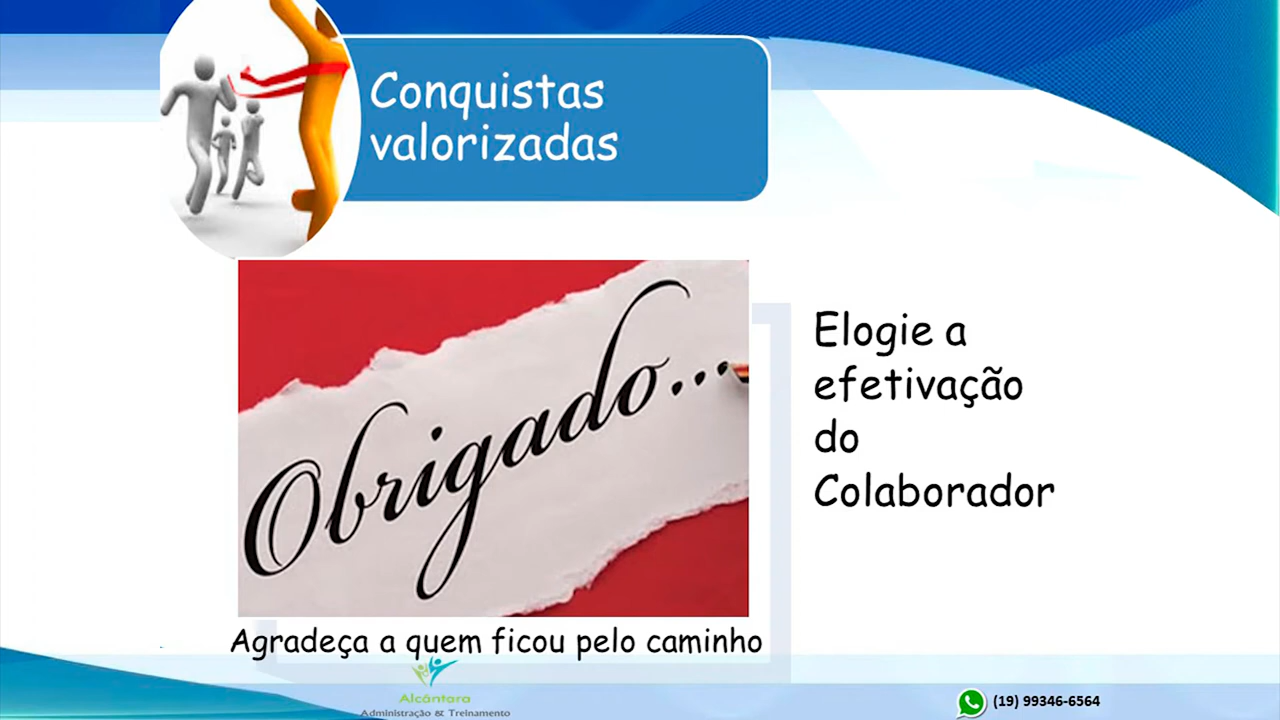 Conquistas
valorizadas
Obrigado...
Elogie a
efetivação
do
Colaborador
Agradeça a quem ficou pelo caminho
Alcântara
Administração & Treinamento
(19) 99346-6564